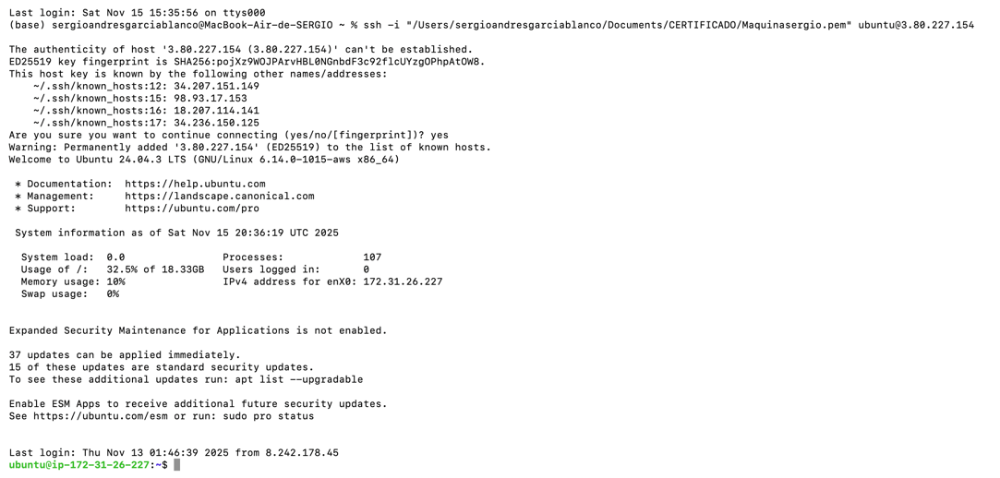 Last login: Sat Nov 15 15:35:56 on ttys000
(base) sergioandresgarciablanco@MacBook-Air-de-SERGIO ~ % ssh -i "/Users/sergioandresgarciablanco/Documents/CERTIFICADO/Maquinasergio.pem" ubuntu@3.80.227.154
The authenticity of host '3.80.227.154 (3.80.227.154)' can't be established.
ED25519 key fingerprint is SHA256:pojXz9WOJPArvHBL0NGnbdF3c92flcUYzgOPhpAtOW8.
This host key is known by the following other names/addresses:
~/.ssh/known_hosts:12: 34.207.151.149
~/.ssh/known_hosts:15: 98.93.17.153
~/.ssh/known_hosts:16: 18.207.114.141
~/.ssh/known_hosts:17: 34.236.150.125
Are you sure you want to continue connecting (yes/no/[fingerprint])? yes
Warning: Permanently added '3.80.227.154' (ED25519) to the list of known hosts.
Welcome to Ubuntu 24.04.3 LTS (GNU/Linux 6.14.0-1015-aws x86_64)
* Documentation:  https://help.ubuntu.com
* Management:     https://landscape.canonical.com
* Support:        https://ubuntu.com/pro
System information as of Sat Nov 15 20:36:19 UTC 2025
System load:  0.0                Processes:             107
Usage of /:   32.5% of 18.33GB   Users logged in:       0
Memory usage: 10%                IPv4 address for enX0: 172.31.26.227
Swap usage:   0%
Expanded Security Maintenance for Applications is not enabled.
37 updates can be applied immediately.
15 of these updates are standard security updates.
To see these additional updates run: apt list --upgradable
Enable ESM Apps to receive additional future security updates.
See https://ubuntu.com/esm or run: sudo pro status
Last login: Thu Nov 13 01:46:39 2025 from 8.242.178.45
ubuntu@ip-172-31-26-227:~$